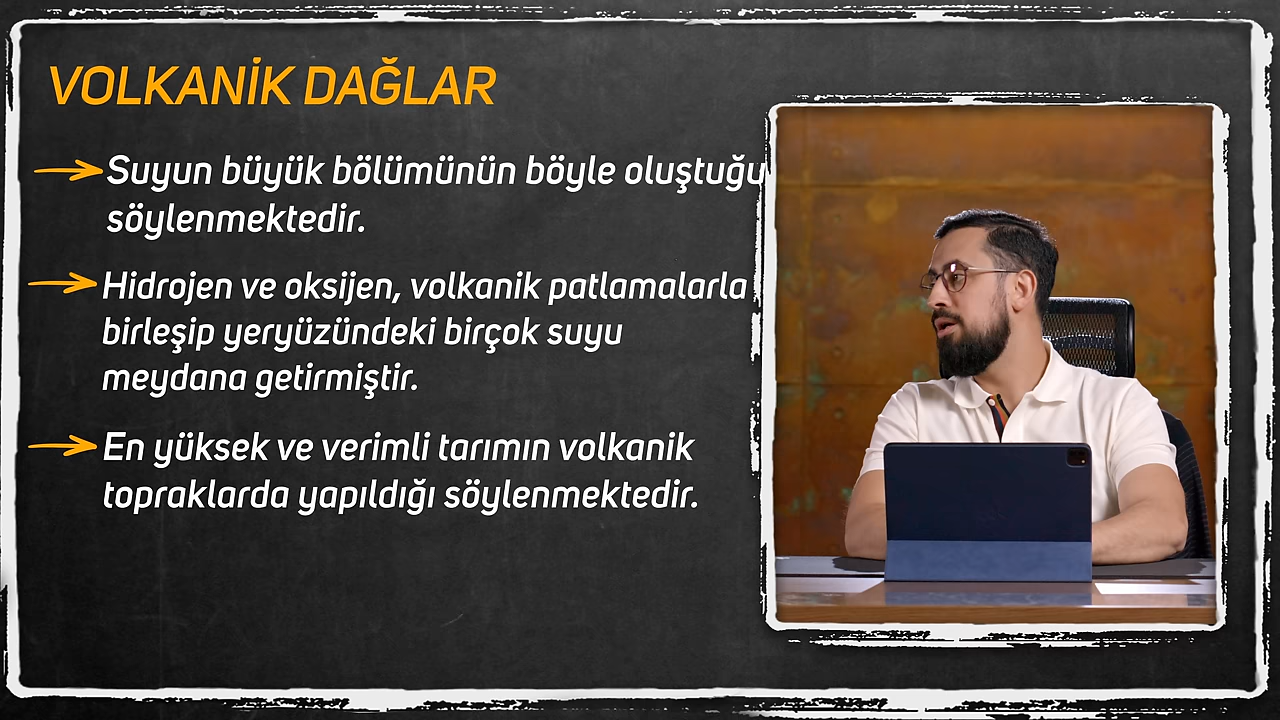 VOLKANİK DAĞLAR
Suyun büyük bölümünün böyle oluştuğu
söylenmektedir.
Hidrojen ve oksijen, volkanik patlamalarla
birleşip yeryüzündeki birçok suyu
meydana getirmiştir.
En yüksek ve verimli tarımın volkanik
topraklarda yapıldığı söylenmektedir.